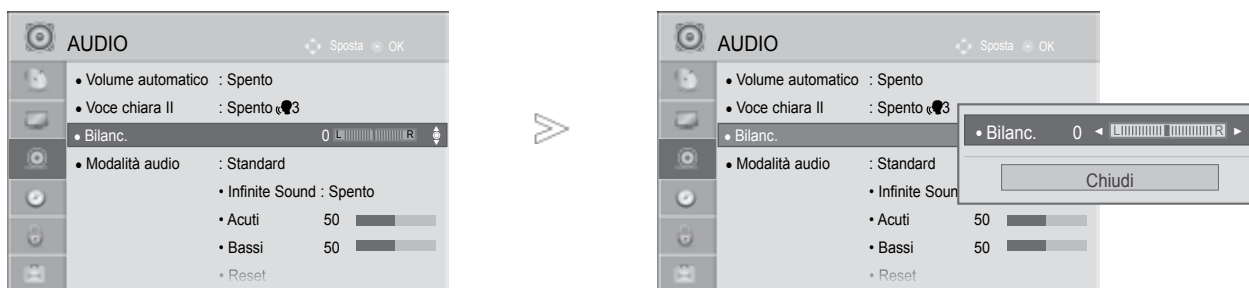 AUDIO
Sposta OK
• Volume automatico : Spento
• Voce chiara II : Spento 3
• Bilanc. 0 L R
• Modalità audio : Standard
• Infinite Sound : Spento
• Acuti 50
• Bassi 50
• Reset
AUDIO
Sposta OK
• Volume automatico : Spento
• Voce chiara II : Spento 3
• Bilanc.
• Modalità audio : Standard
• Infinite Soun
• Acuti 50
• Bassi 50
• Reset
• Bilanc. 0 ◄ L R ►
Chiudi